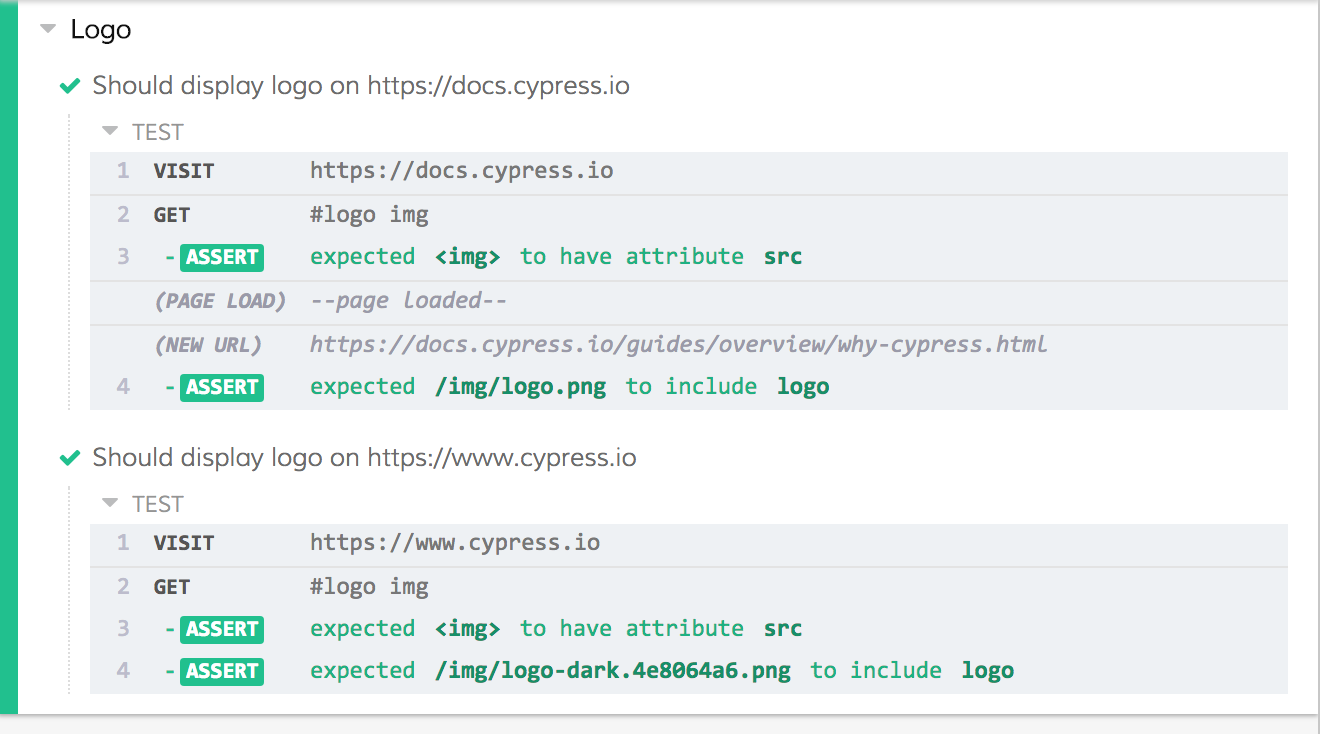 Logo
Should display logo on https://docs.cypress.io
TEST
1 VISIT https://docs.cypress.io
2 GET #logo img
3 - ASSERT expected <img> to have attribute src
(PAGE LOAD) --page loaded--
(NEW URL) https://docs.cypress.io/guides/overview/why-cypress.html
4 - ASSERT expected /img/logo.png to include logo
Should display logo on https://www.cypress.io
TEST
1 VISIT https://www.cypress.io
2 GET #logo img
3 - ASSERT expected <img> to have attribute src
4 - ASSERT expected /img/logo-dark.4e8064a6.png to include logo